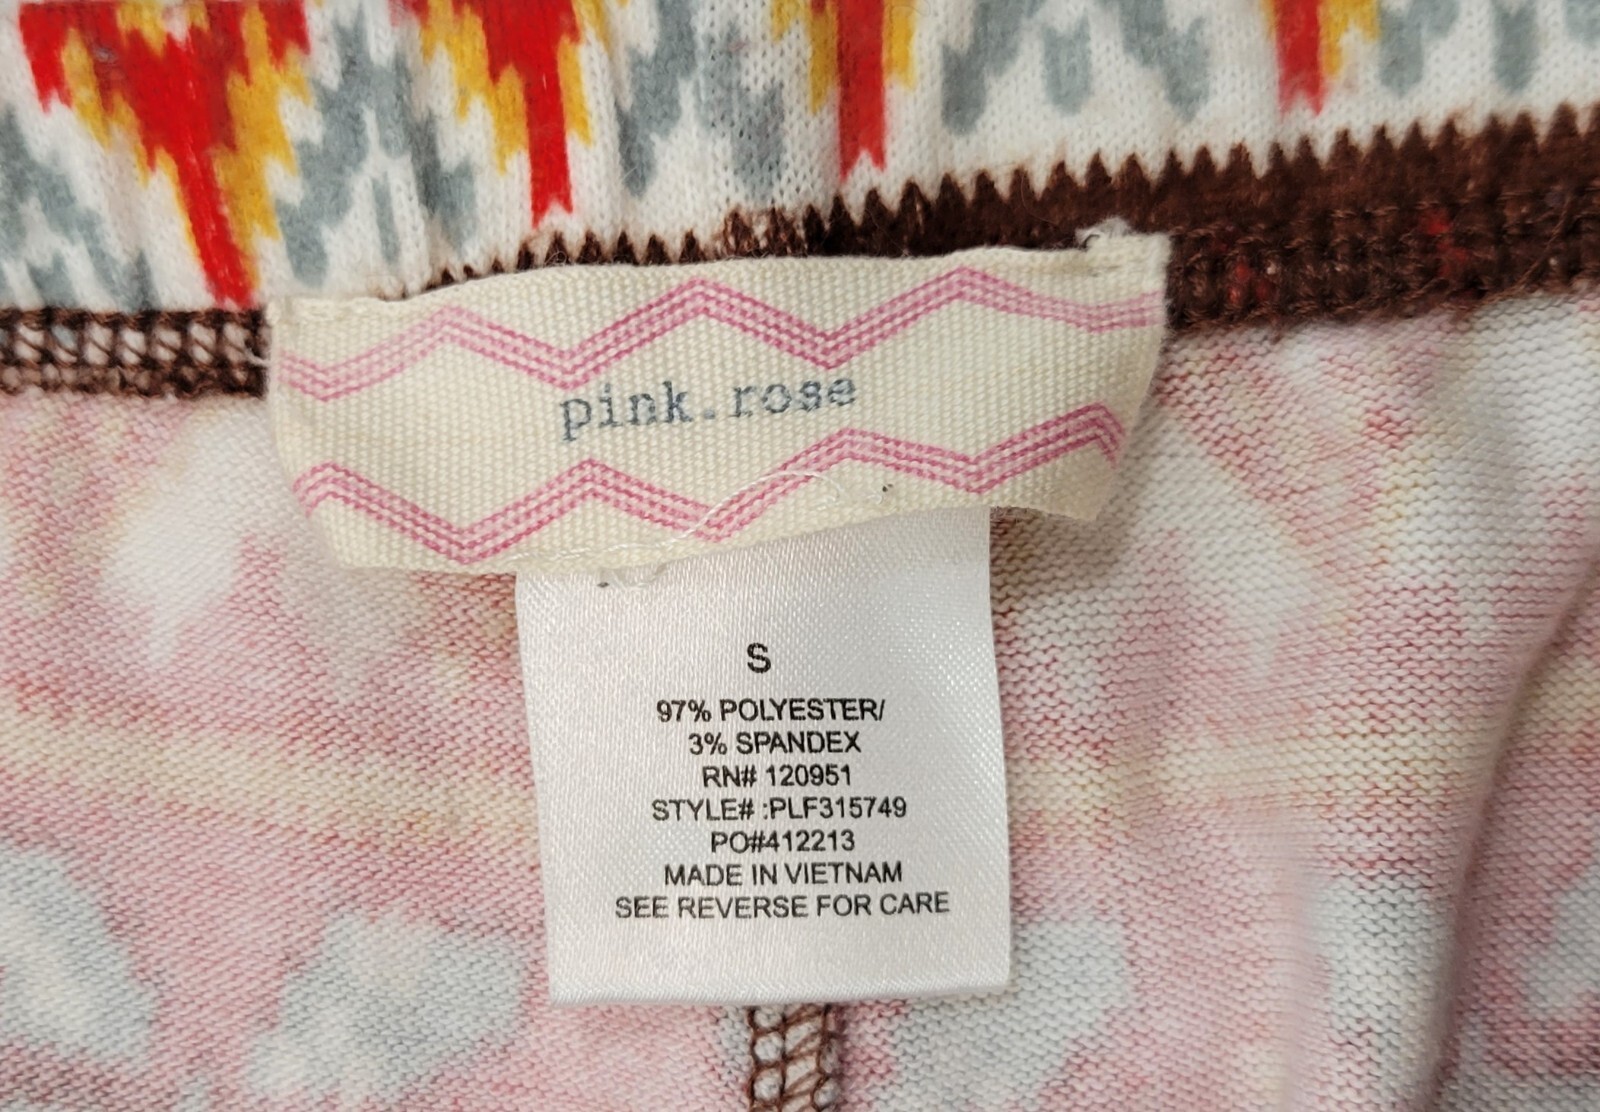 pink.rose
S
97% POLYESTER/
3% SPANDEX
RN# 120951
STYLE# :PLF315749
PO#412213
MADE IN VIETNAM
SEE REVERSE FOR CARE